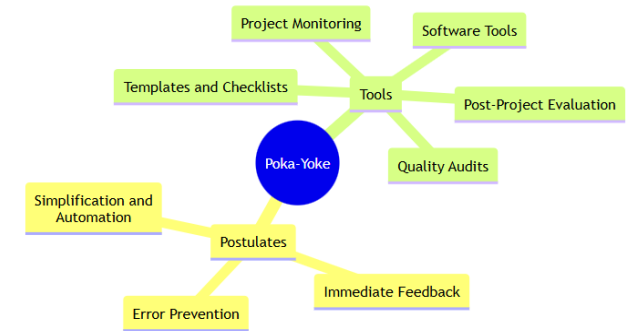 Project Monitoring
Software Tools
Templates and Checklists
Tools
Post-Project Evaluation
Poka-Yoke
Quality Audits
Simplification and
Automation
Postulates
Immediate Feedback
Error Prevention